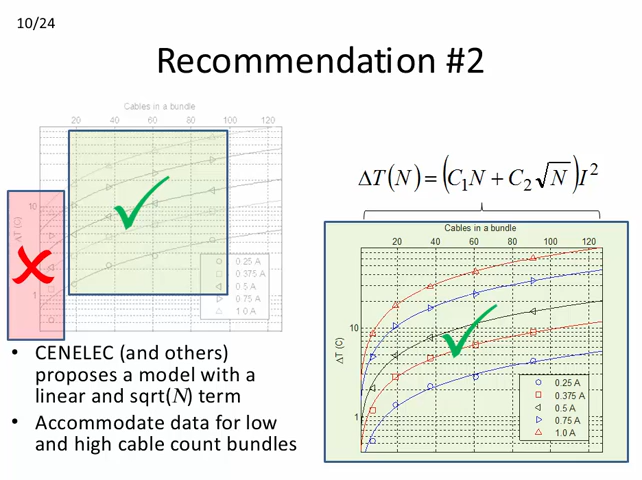 10/24
Recommendation #2
Cables in a bundle
20 40 60 80 100 120
10
1
ΔT (C)
0.25 A
0.375 A
0.5 A
0.75 A
1.0 A
• CENELEC (and others)
proposes a model with a
linear and sqrt(N) term
• Accommodate data for low
and high cable count bundles
ΔT(N) = (C₁N + C₂√N)I²
Cables in a bundle
20 40 60 80 100 120
10
1
ΔT (C)
0.25 A
0.375 A
0.5 A
0.75 A
1.0 A